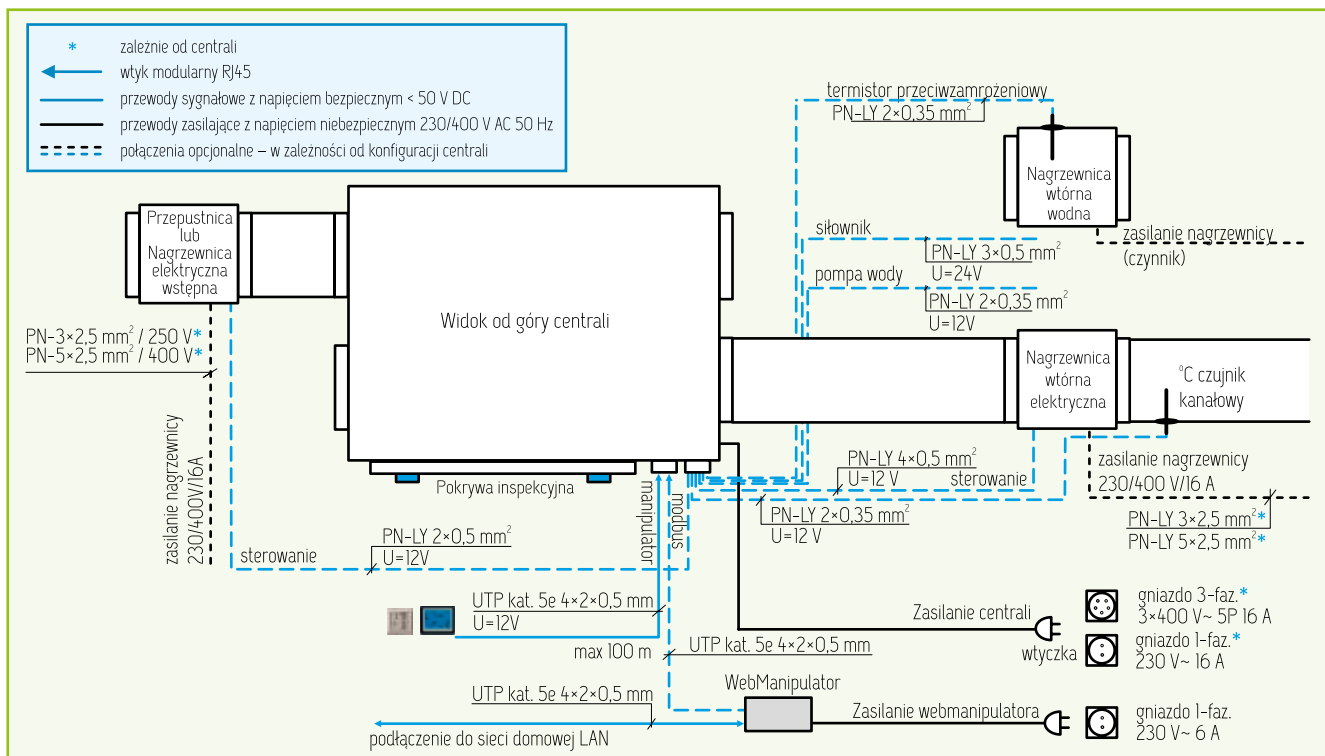 * zależnie od centrali
wtyk modularny RJ45
przewody sygnałowe z napięciem bezpiecznym < 50 V DC
przewody zasilające z napięciem niebezpiecznym 230/400 V AC 50 Hz
połączenia opcjonalne – w zależności od konfiguracji centrali
termistor przeciwzamrożeniowy
PN-LY 2×0,35 mm²
Nagrzewnica
wtórna
wodna
zasilanie nagrzewnicy
(czynnik)
siłownik
PN-LY 3×0,5 mm²
U=24V
pompa wody
PN-LY 2×0,35 mm²
U=12V
Przepustnica
lub
Nagrzewnica
elektryczna
wstępna
Widok od góry centrali
PN-3×2,5 mm² / 250 V*
PN-5×2,5 mm² / 400 V*
zasilanie nagrzewnicy
230/400V/16A
Nagrzewnica
wtórna
elektryczna
°C czujnik
kanałowy
Pokrywa inspekcyjna
manipulator
modbus
PN-LY 4×0,5 mm²
U=12 V
sterowanie
PN-LY 2×0,35 mm²
U=12 V
zasilanie nagrzewnicy
230/400 V/16 A
PN-LY 3×2,5 mm²*
PN-LY 5×2,5 mm²*
sterowanie
PN-LY 2×0,5 mm²
U=12V
UTP kat. 5e 4×2×0,5 mm
U=12V
max 100 m
UTP kat. 5e 4×2×0,5 mm
Zasilanie centrali
wtyczka
gniazdo 3-faz.*
3×400 V~ 5P 16 A
gniazdo 1-faz.*
230 V~ 16 A
UTP kat. 5e 4×2×0,5 mm
podłączenie do sieci domowej LAN
WebManipulator
Zasilanie webmanipulatora
gniazdo 1-faz.
230 V~ 6 A